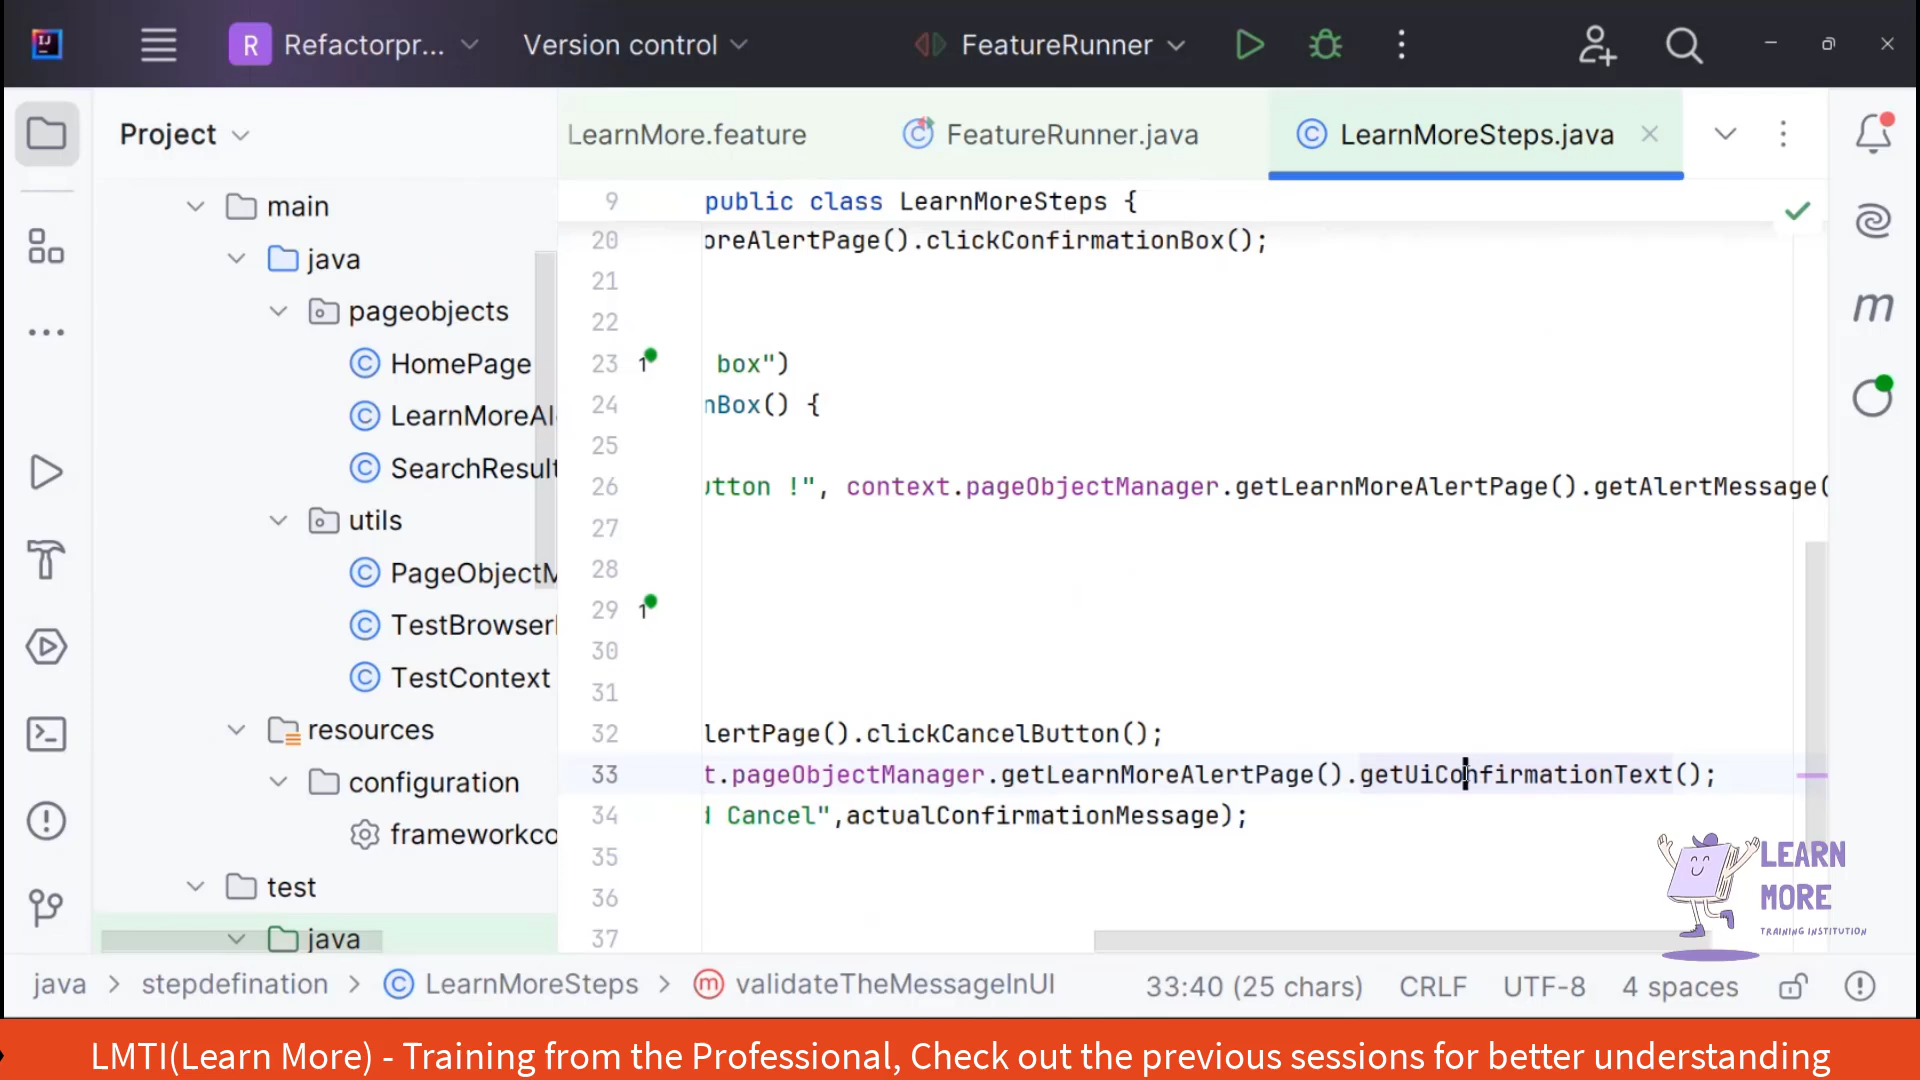 R Refactorpr...
Version control
FeatureRunner
Project
LearnMore.feature
FeatureRunner.java
LearnMoreSteps.java
main
java
pageobjects
HomePage
LearnMoreAl
SearchResult
utils
PageObjectM
TestBrowser
TestContext
resources
configuration
frameworkco
test
java
9 public class LearnMoreSteps {
20 oreAlertPage().clickConfirmationBox();
21
22
23 box")
24 nBox() {
25
26 utton !", context.pageObjectManager.getLearnMoreAlertPage().getAlertMessage(
27
28
29
30
31
32 lertPage().clickCancelButton();
33 t.pageObjectManager.getLearnMoreAlertPage().getUiConfirmationText();
34 d Cancel",actualConfirmationMessage);
35
36
37
m
LEARN
MORE
TRAINING INSTITUTION
java > stepdefination > LearnMoreSteps > validateTheMessageInUI
33:40 (25 chars) CRLF UTF-8 4 spaces
LMTI(Learn More) - Training from the Professional, Check out the previous sessions for better understanding